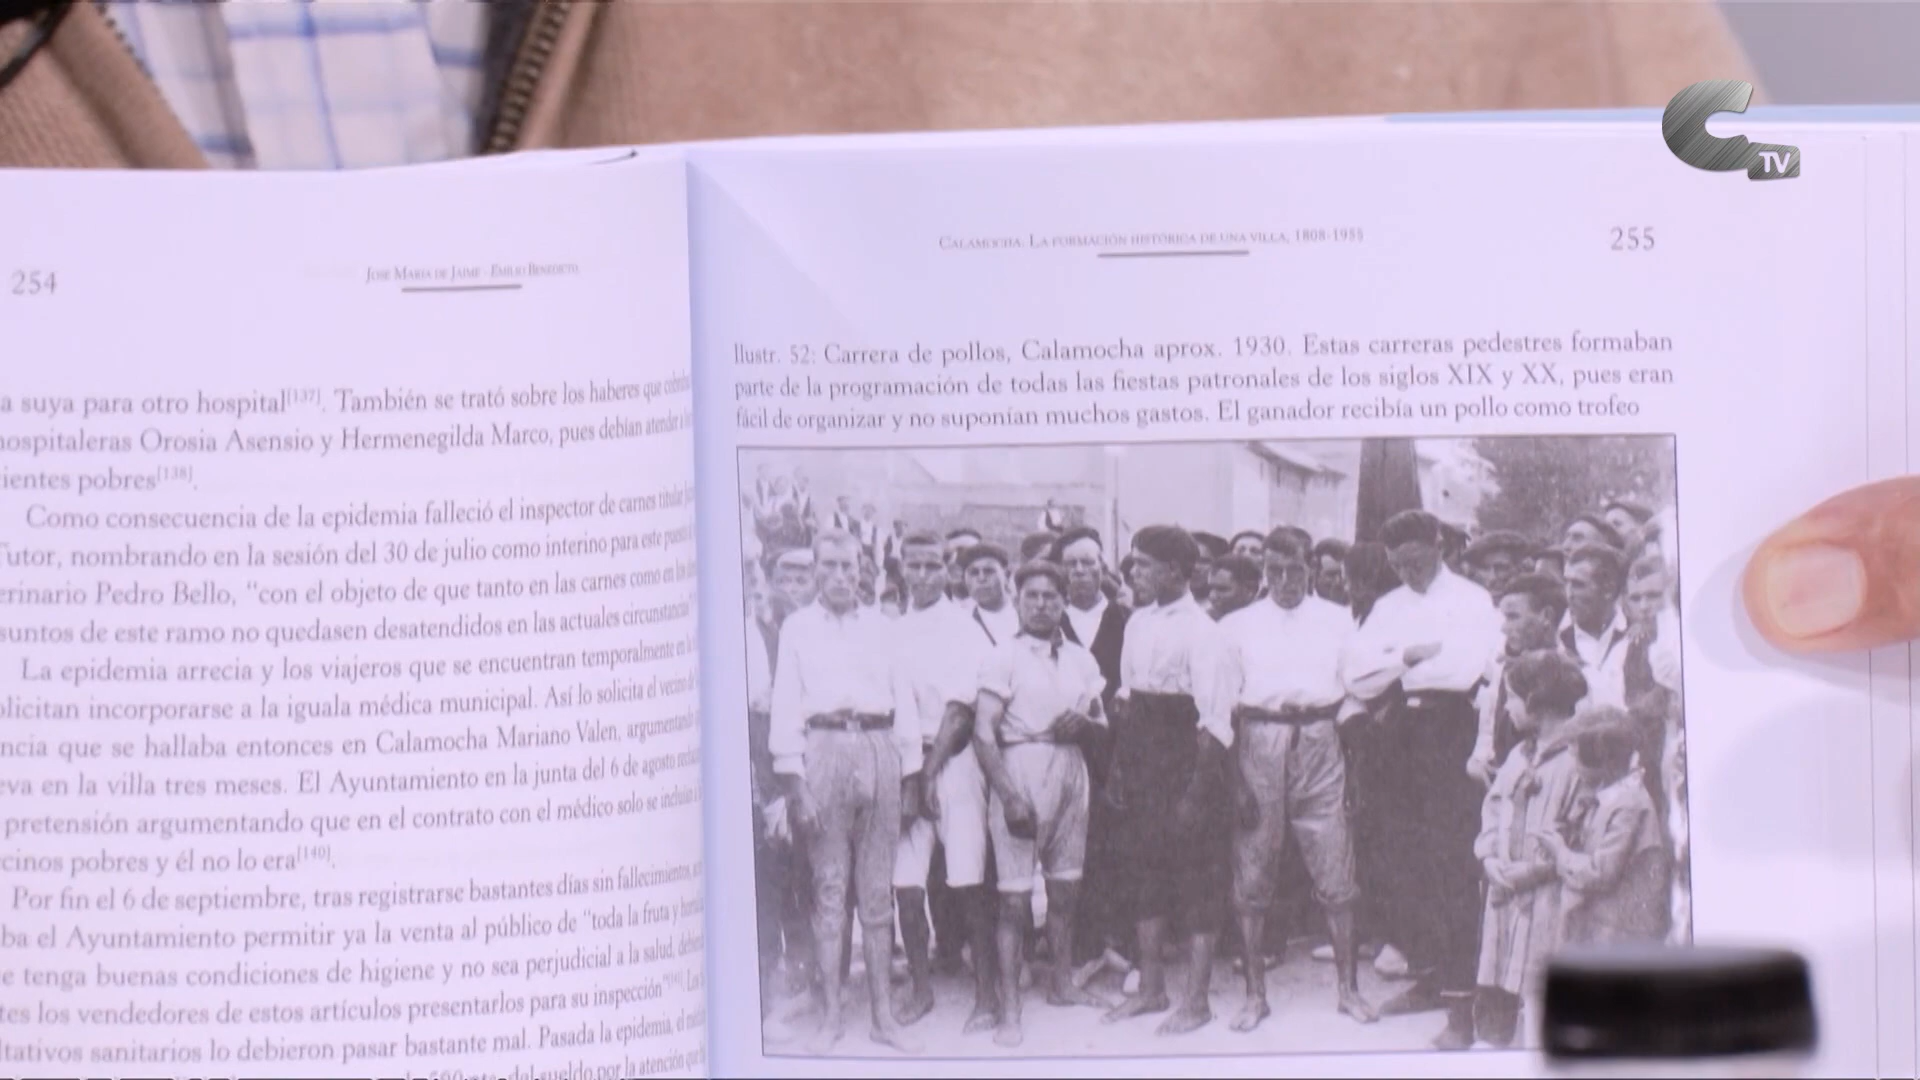 254
JOSÉ MARÍA DE JAIME - EMILIO BENEDICTO
a suya para otro hospital[137]. También se trató sobre los haberes que
hospitaleras Orosia Asensio y Hermenegilda Marco, pues debían atender a
ientes pobres[138].
Como consecuencia de la epidemia falleció el inspector de carnes titular
Tutor, nombrando en la sesión del 30 de julio como interino para este
erinario Pedro Bello, “con el objeto de que tanto en las carnes como en los
suntos de este ramo no quedasen desatendidos en las actuales circunstancia
La epidemia arrecia y los viajeros que se encuentran temporalmente en
olicitan incorporarse a la iguala médica municipal. Así lo solicita el vecino de
ncia que se hallaba entonces en Calamocha Mariano Valen, argumentando
eva en la villa tres meses. El Ayuntamiento en la junta del 6 de agosto
pretensión argumentando que en el contrato con el médico solo se incluían
cinos pobres y él no lo era[140].
Por fin el 6 de septiembre, tras registrarse bastantes días sin fallecimientos,
ba el Ayuntamiento permitir ya la venta al público de “toda la fruta y
e tenga buenas condiciones de higiene y no sea perjudicial a la salud,
tes los vendedores de estos artículos presentarlos para su inspección”
ltativos sanitarios lo debieron pasar bastante mal. Pasada la epidemia, el
del sueldo por la atención que
CALAMOCHA. LA FORMACIÓN HISTÓRICA DE UNA VILLA, 1808-1955
255
Ilustr. 52: Carrera de pollos, Calamocha aprox. 1930. Estas carreras pedestres formaban
parte de la programación de todas las fiestas patronales de los siglos XIX y XX, pues eran
fácil de organizar y no suponían muchos gastos. El ganador recibía un pollo como trofeo
C TV